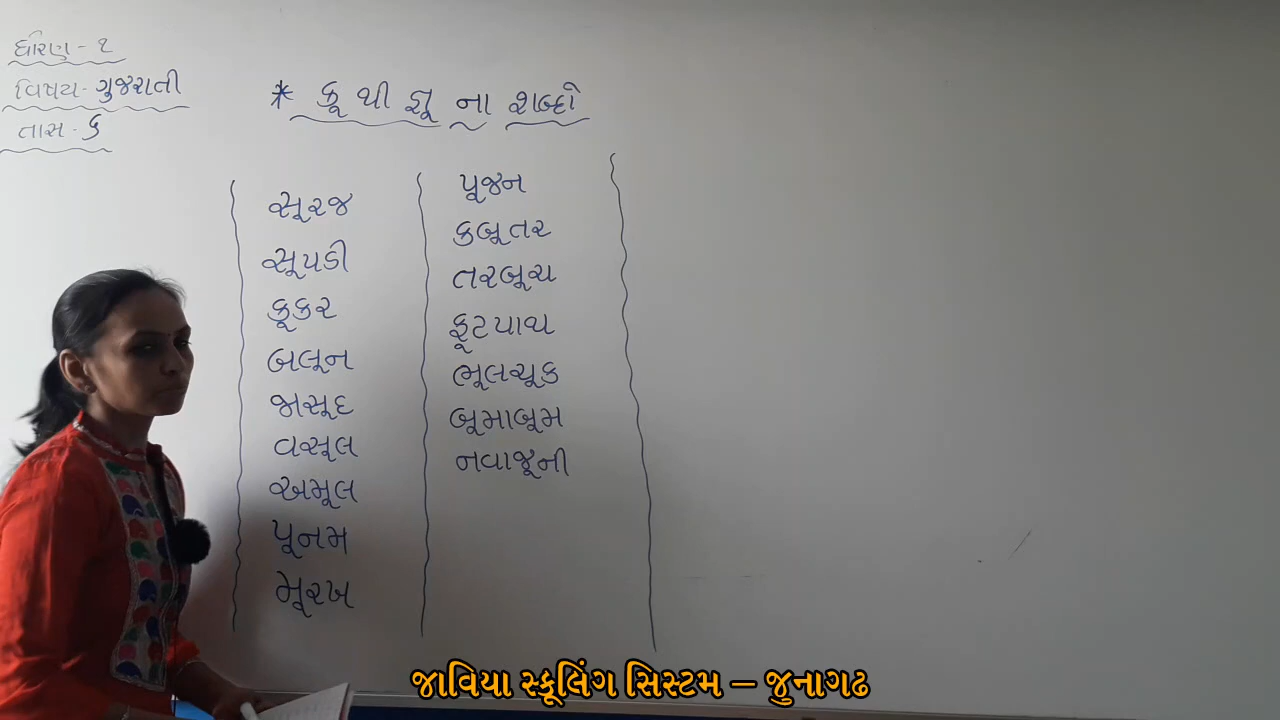 ધોરણ - ૨
વિષય - ગુજરાતી
તાસ - ૬
* કૂ થી જ્ઞૂ ના શબ્દો
સૂરજ
સૂપડી
કૂકર
બલૂન
જાસૂદ
વસૂલ
અમૂલ
પૂનમ
મૂરખ
પૂજન
કબૂતર
તરબૂચ
ફૂટપાથ
ભૂલચૂક
બૂમાબૂમ
નવાજૂની
જાવિયા સ્કૂલિંગ સિસ્ટમ – જુનાગઢ